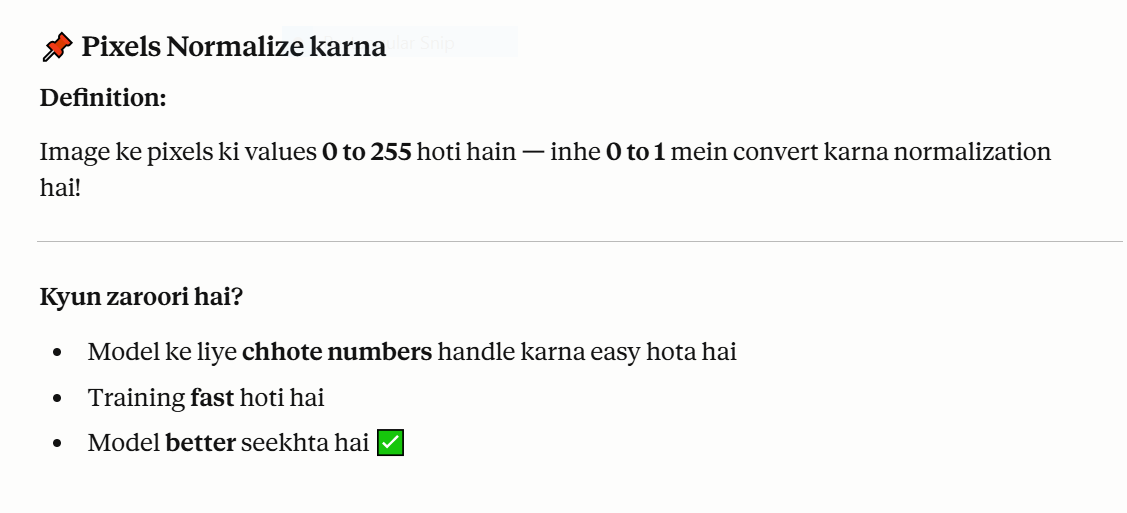 📌 Pixels Normalize karna
Definition:
Image ke pixels ki values 0 to 255 hoti hain — inhe 0 to 1 mein convert karna normalization
hai!
Kyun zaroori hai?
• Model ke liye chhote numbers handle karna easy hota hai
• Training fast hoti hai
• Model better seekhta hai ✅